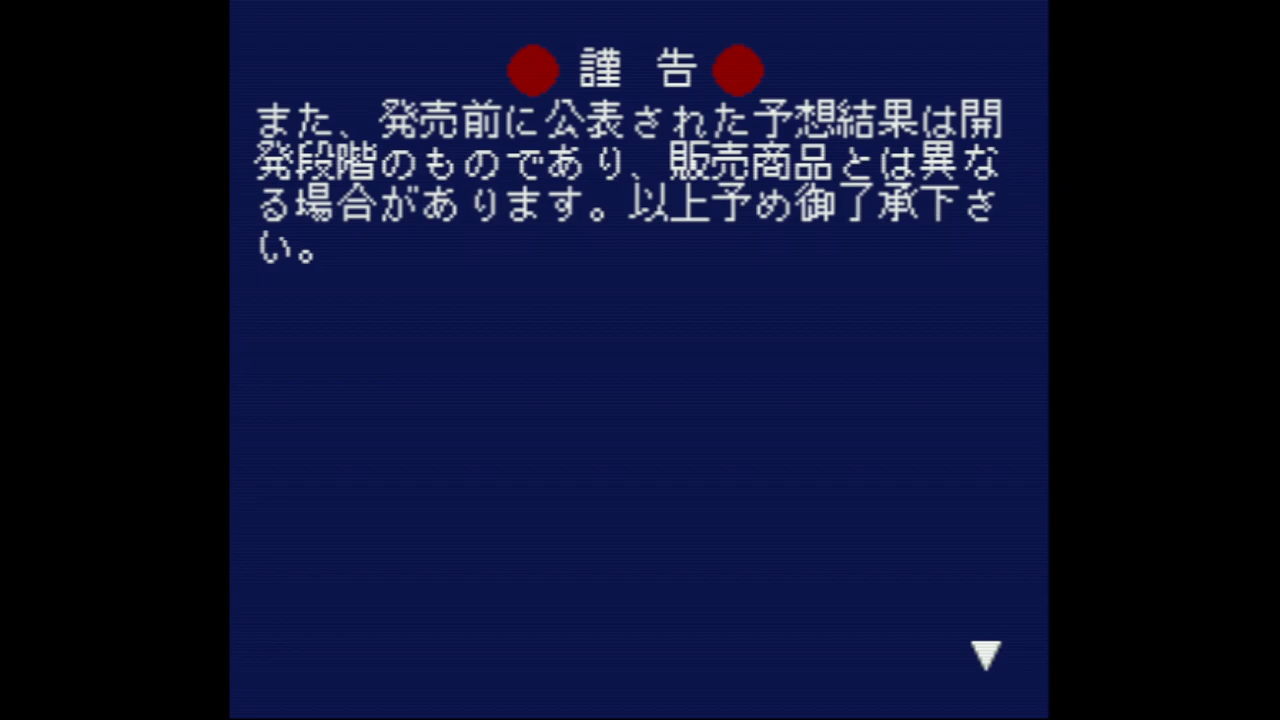 謹 告
また、発売前に公表された予想結果は開
発段階のものであり、販売商品とは異な
る場合があります。以上予め御了承下さ
い。